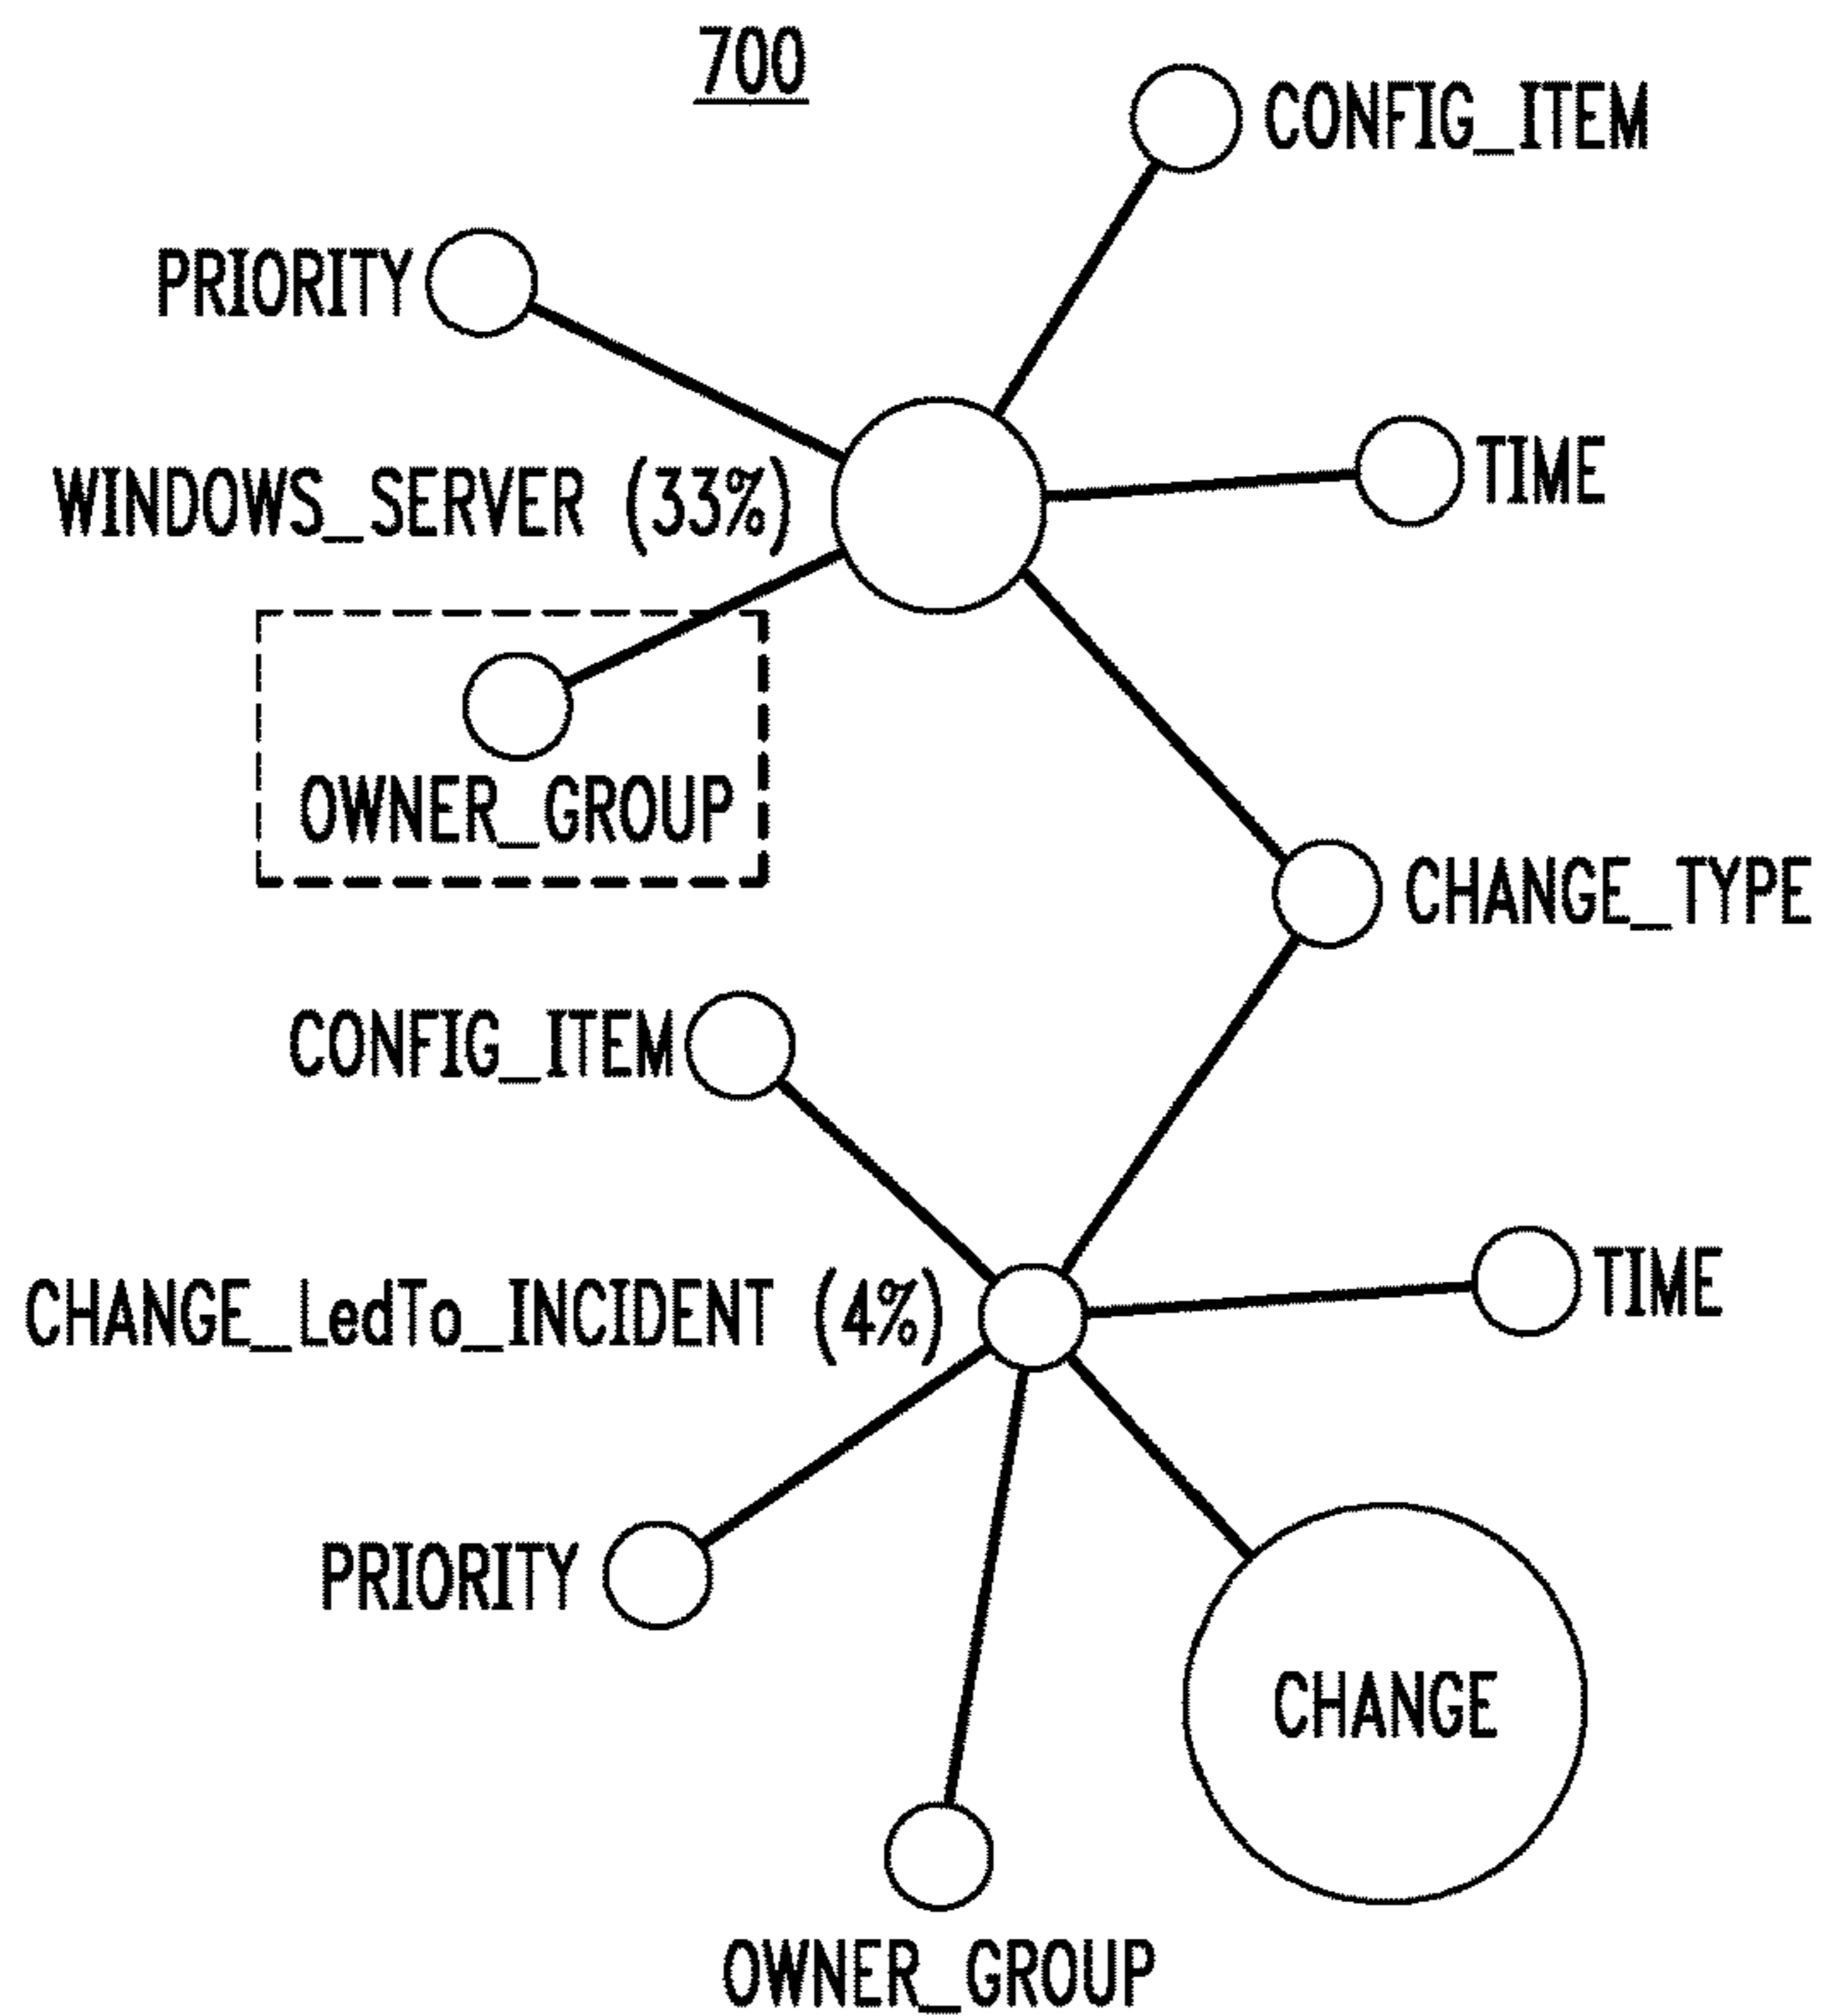 700
CONFIG_ITEM
PRIORITY
TIME
WINDOWS_SERVER (33%)
OWNER_GROUP
CHANGE_TYPE
CONFIG_ITEM
TIME
CHANGE_LedTo_INCIDENT (4%)
PRIORITY
CHANGE
OWNER_GROUP